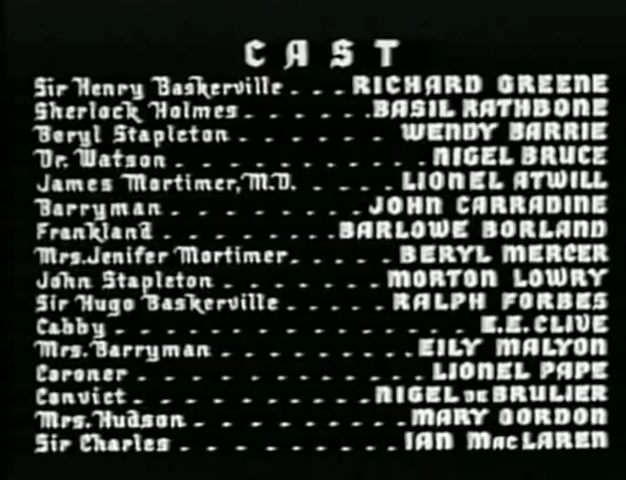 CAST
Sir Henry Baskerville . . . RICHARD GREENE
Sherlock Holmes . . . . . . BASIL RATHBONE
Beryl Stapleton . . . . . WENDY BARRIE
Dr. Watson . . . . . . . . . . . NIGEL BRUCE
James Mortimer, M.D. . . . . . LIONEL ATWILL
Barryman . . . . . . . . . JOHN CARRADINE
Frankland . . . . . . . . BARLOWE BORLAND
Mrs. Jenifer Mortimer . . . . . BERYL MERCER
John Stapleton . . . . . . . MORTON LOWRY
Sir Hugo Baskerville . . . . . RALPH FORBES
Cabby . . . . . . . . . . . . . . . E.E. CLIVE
Mrs. Barryman . . . . . . . . . EILY MALYON
Coroner . . . . . . . . . . . . . LIONEL PAPE
Convict . . . . . . . . . . NIGEL DE BRULIER
Mrs. Hudson . . . . . . . . . MARY GORDON
Sir Charles . . . . . . . . . IAN MacLAREN